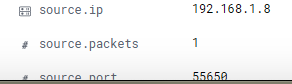 source.ip 192.168.1.8
# source.packets 1
# source.port 55650